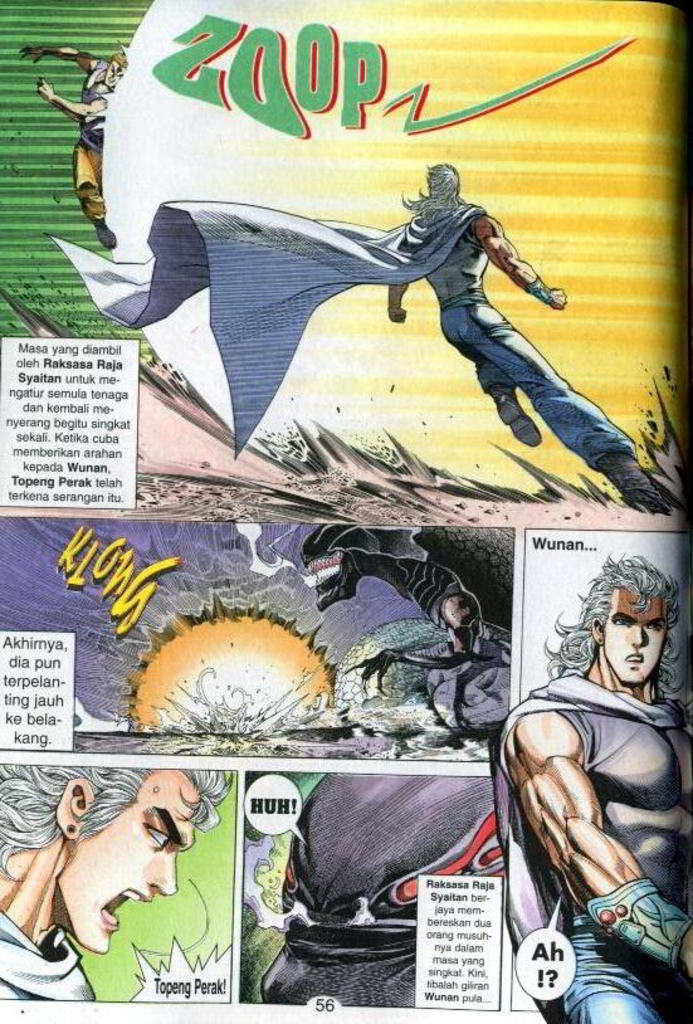 ZOOP
Masa yang diambil
oleh Raksasa Raja
Syaitan untuk me-
ngatur semula tenaga
dan kembali me-
nyerang begitu singkat
sekali. Ketika cuba
memberikan arahan
kepada Wunan,
Topeng Perak telah
terkena serangan itu.
KLONG
Akhirnya,
dia pun
terpelan-
ting jauh
ke bela-
kang.
Wunan...
Ah
!?
Topeng Perak!
HUH!
Raksasa Raja
Syaitan ber-
jaya mem-
bereskan dua
orang musuh-
nya dalam
masa yang
singkat. Kini,
tibalah giliran
Wunan pula...
56